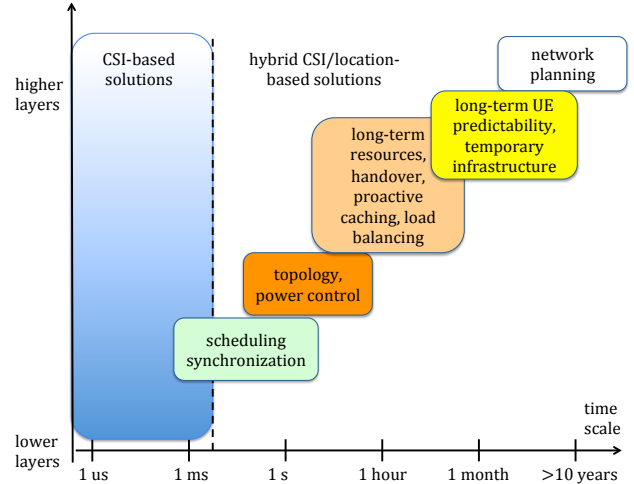 CSI-based
solutions
hybrid CSI/location-
based solutions
network
planning
higher
layers
long-term UE
predictability,
temporary
infrastructure
long-term
resources,
handover,
proactive
caching, load
balancing
topology,
power control
scheduling
synchronization
time
scale
lower
layers
1 us
1 ms
1 s
1 hour
1 month
>10 years